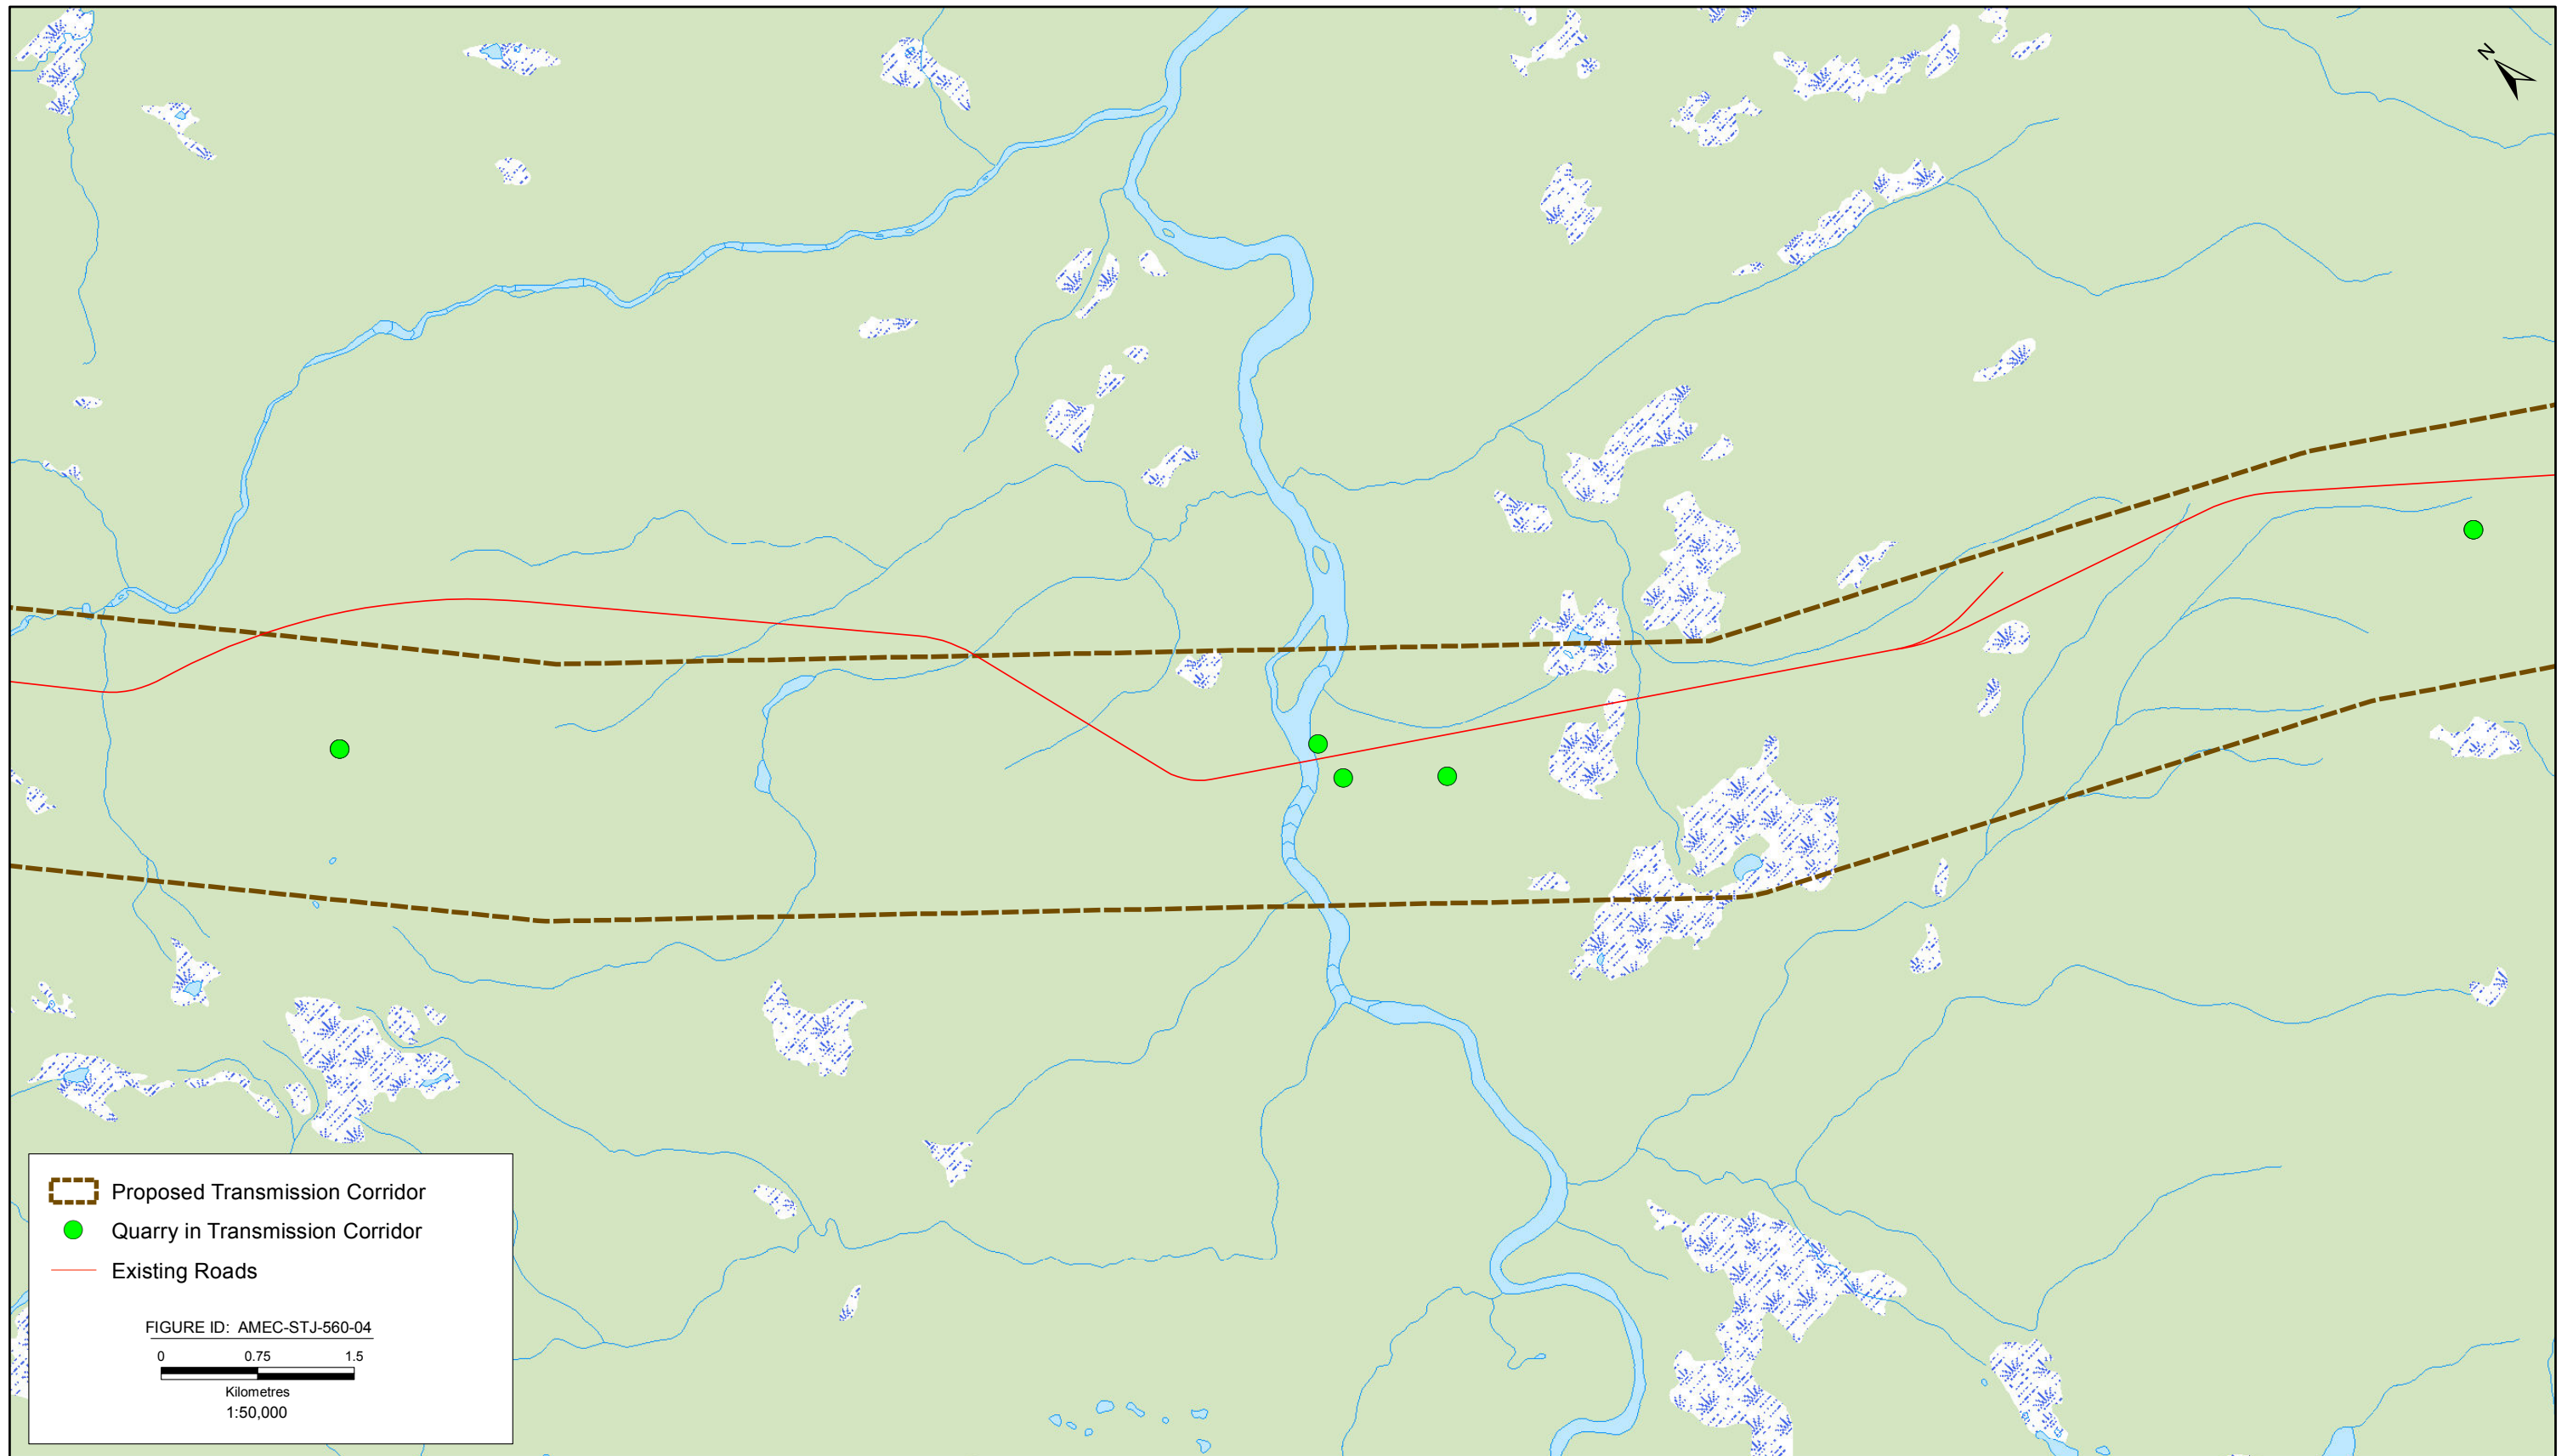 N
Proposed Transmission Corridor
Quarry in Transmission Corridor
Existing Roads
FIGURE ID: AMEC-STJ-560-04
0 0.75 1.5
Kilometres
1:50,000